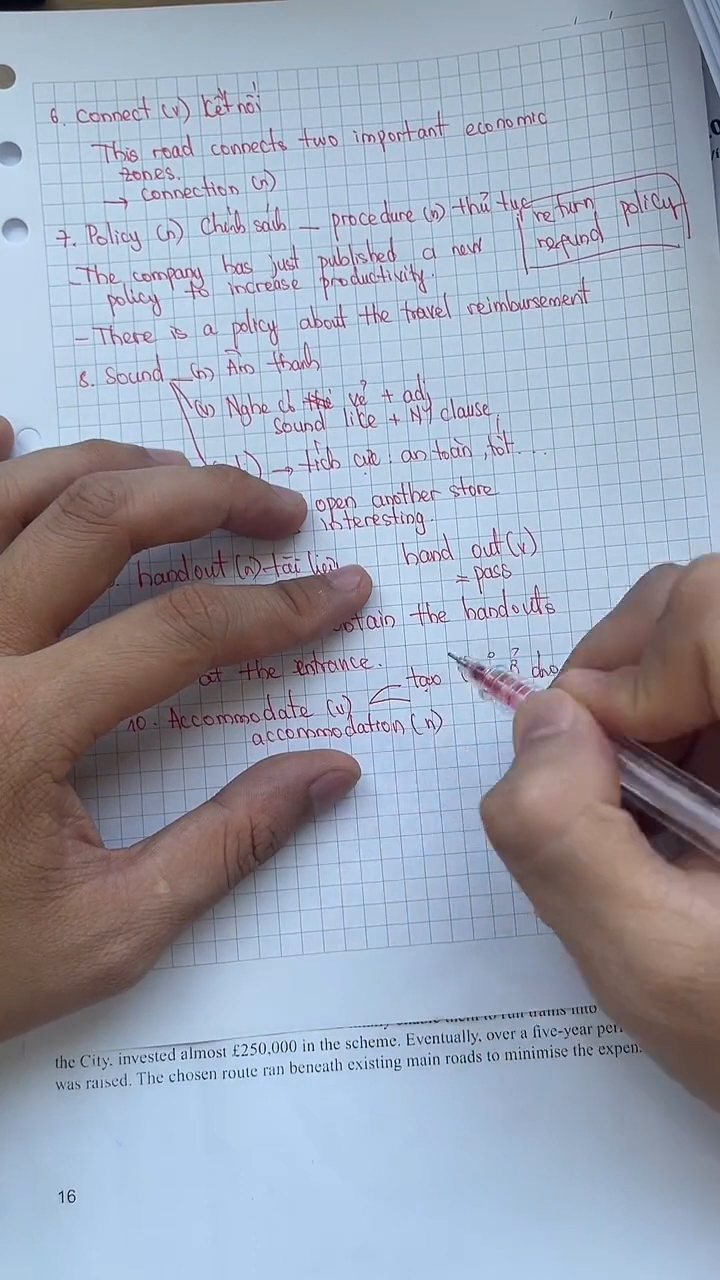 6. Connect (v) kết nối
This road connects two important economic
zones.
→ connection (n)
7. Policy (n) Chính sách _ procedure (n) thủ tục
return policy
refund
- The company has just published a new
policy to increase productivity.
- There is a policy about the travel reimbursement
8. Sound (n) Âm thanh
(v) Nghe có vẻ + adj
sound like + N/clause
→ tích cực, an toàn, tốt...
open another store
interesting.
handout (n) tài liệu
hand out (v)
= pass
the handouts
at the entrance.
10. Accommodate (v) tạo
accommodation (n)
the City, invested almost £250,000 in the scheme. Eventually, over a five-year
was raised. The chosen route ran beneath existing main roads to minimise the
16